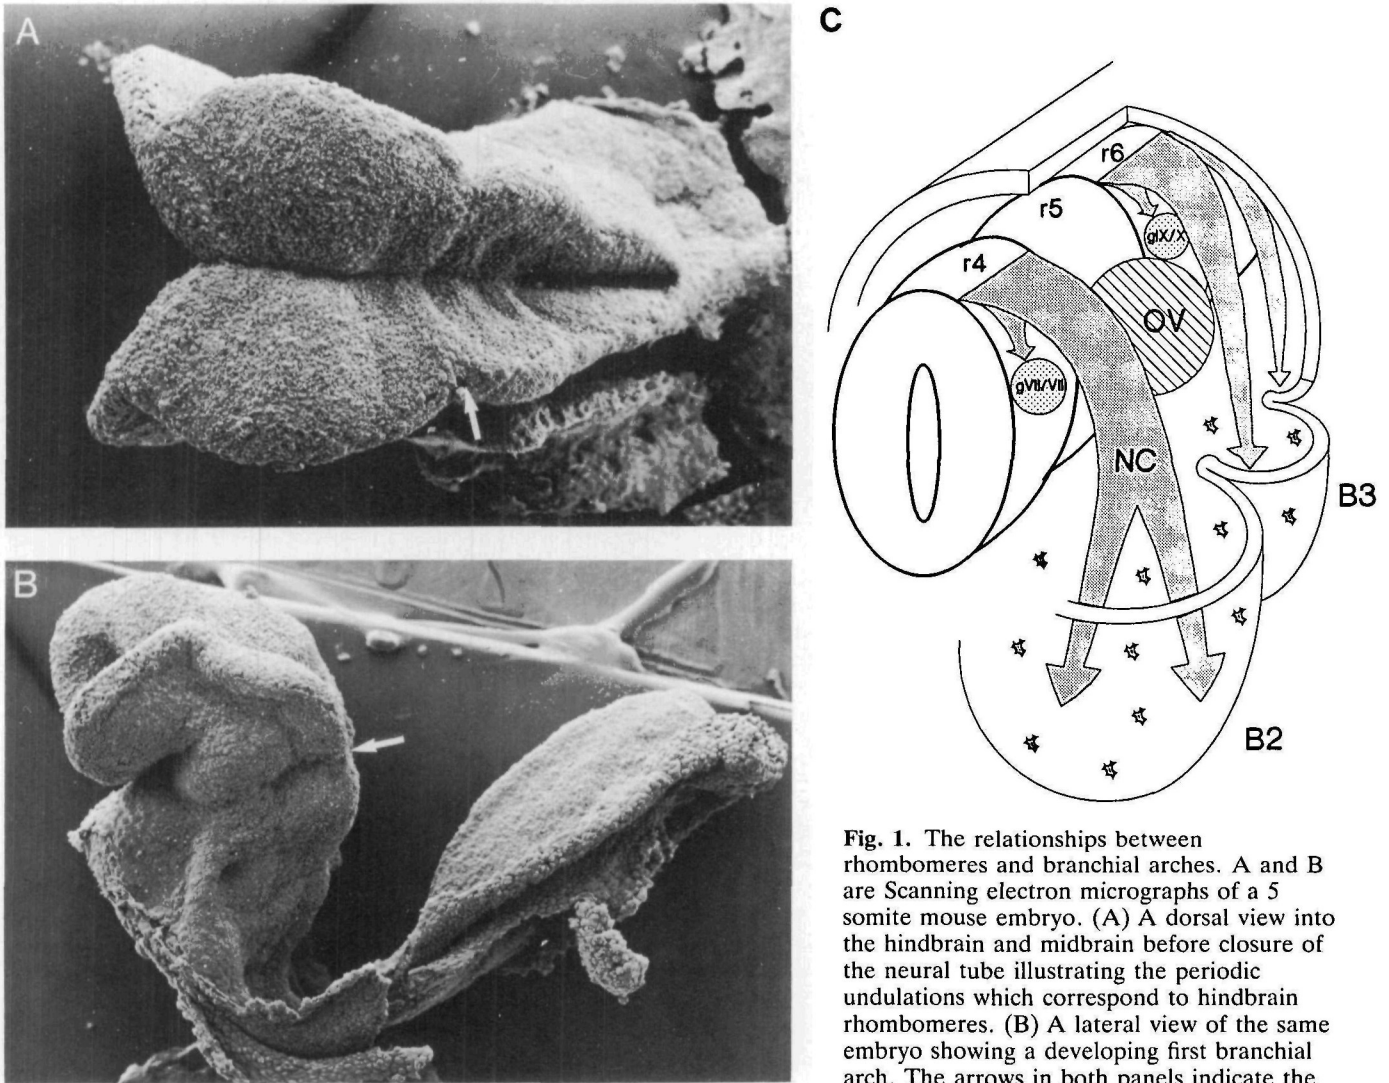 A
B
C
r6
r5
gIX/X
r4
OV
gVII/VIII
NC
B3
B2
Fig. 1. The relationships between
rhombomeres and branchial arches. A and B
are Scanning electron micrographs of a 5
somite mouse embryo. (A) A dorsal view into
the hindbrain and midbrain before closure of
the neural tube illustrating the periodic
undulations which correspond to hindbrain
rhombomeres. (B) A lateral view of the same
embryo showing a developing first branchial
arch. The arrows in both panels indicate the